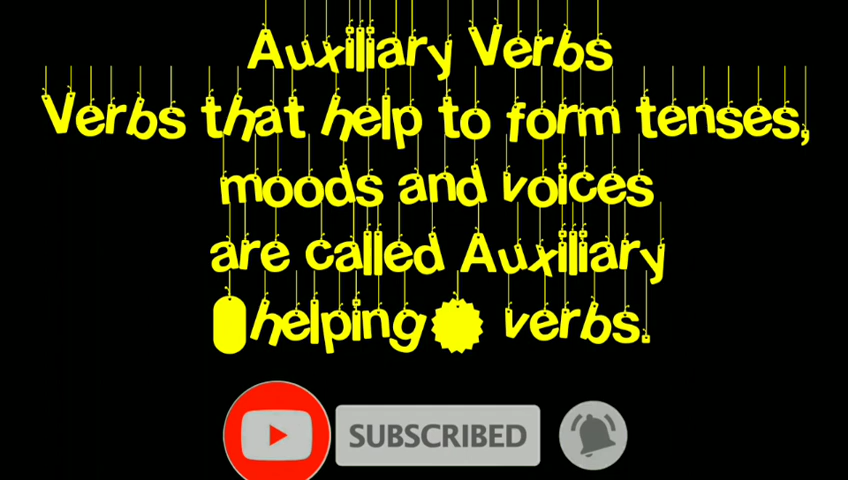 Auxiliary Verbs
Verbs that help to form tenses,
moods and voices
are called Auxiliary
helping verbs.
SUBSCRIBED